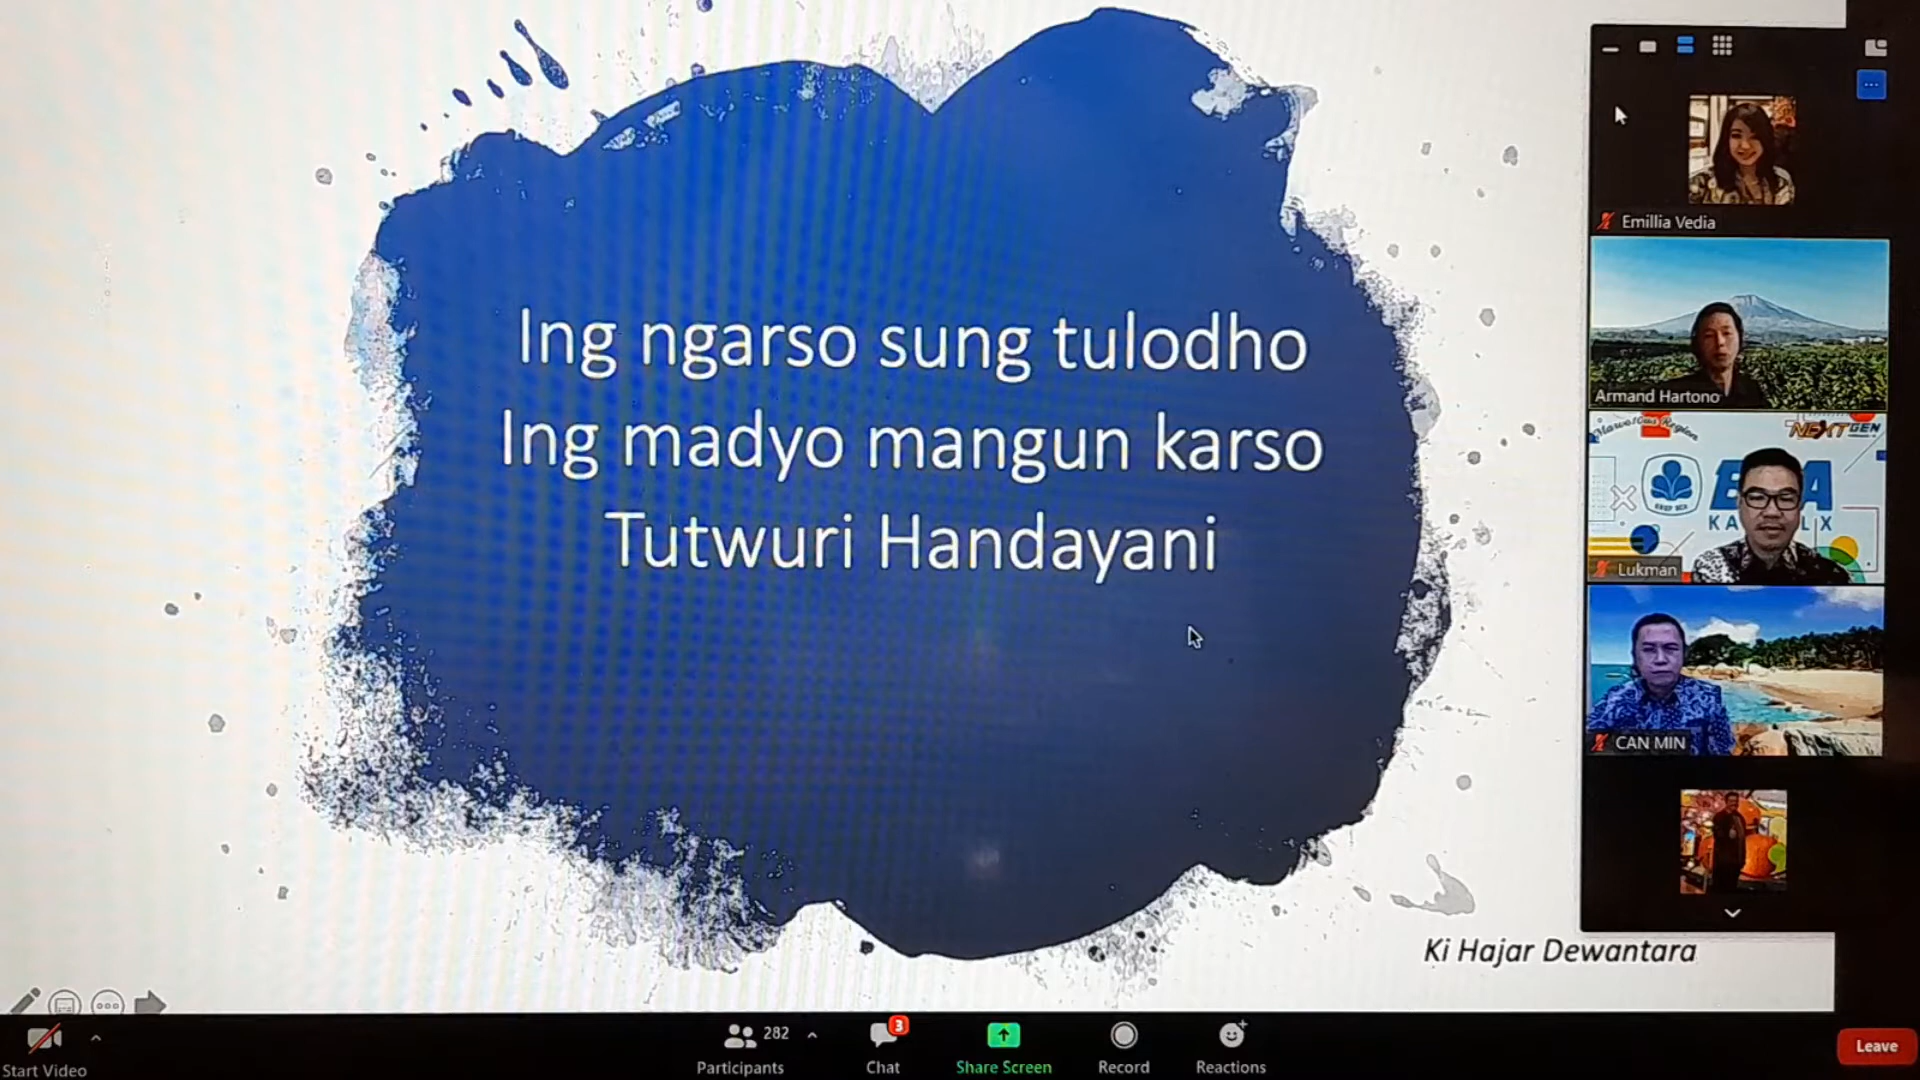 Ing ngarso sung tulodho
Ing madyo mangun karso
Tutwuri Handayani
Ki Hajar Dewantara
Emillia Vedia
Armand Hartono
Region
NEXTGEN
Lukman
CAN MIN
Start Video
282
Participants
3
Chat
Share Screen
Record
Reactions
Leave